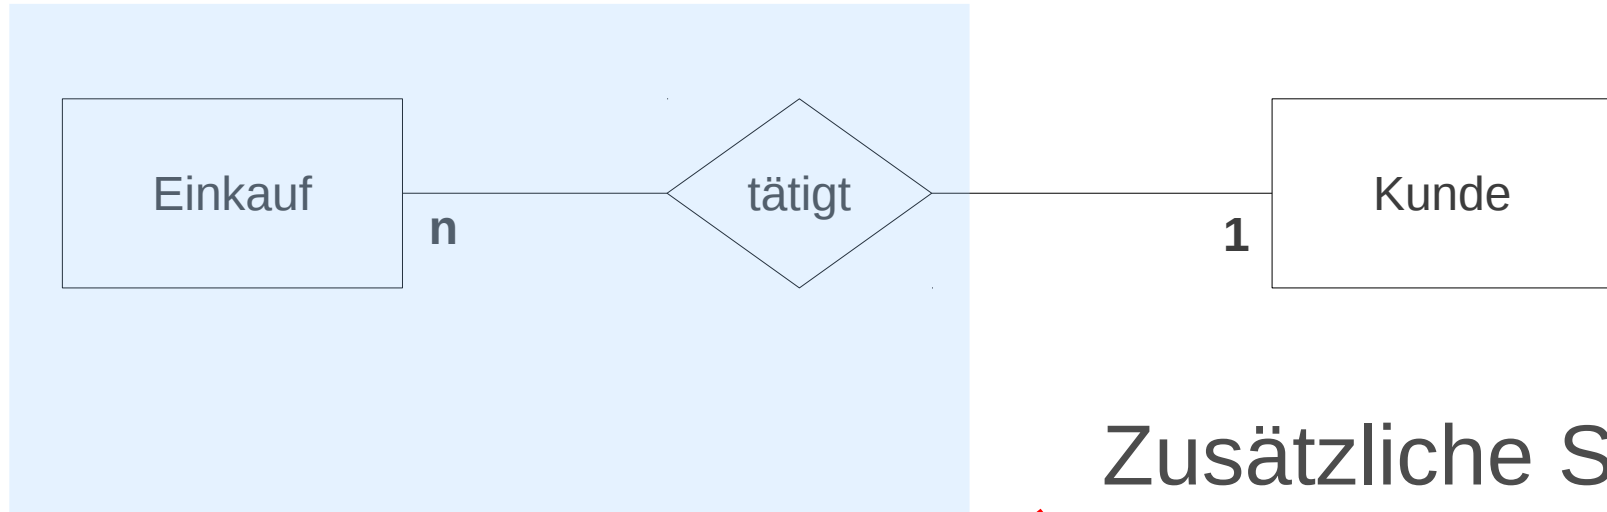 Einkauf
tätigt
Kunde
n
1
Zusätzliche S